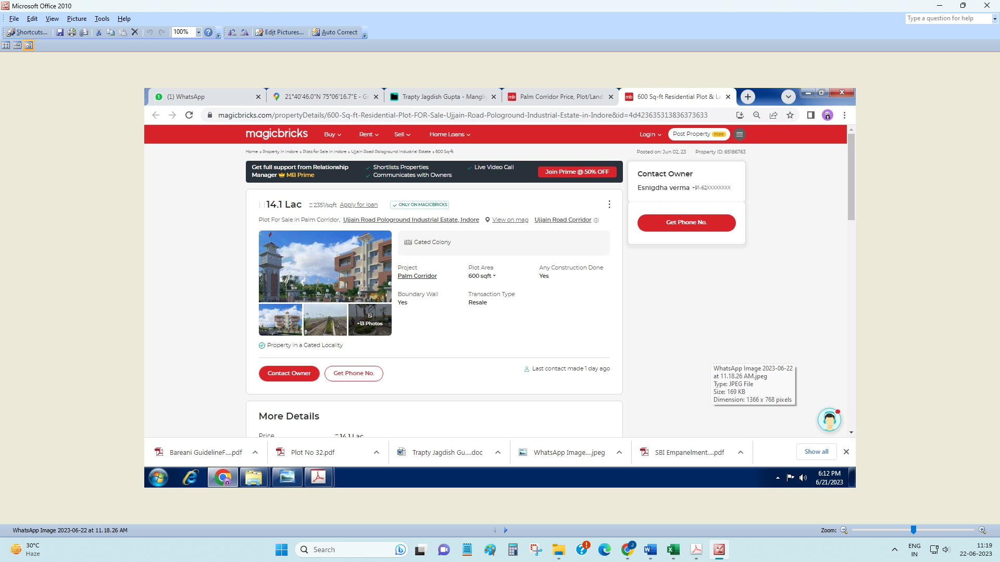 Microsoft Office 2010
File Edit View Picture Tools Help
Type a question for help
Shortcuts... 100% Edit Pictures... Auto Correct
(1) WhatsApp
21°40'46.0"N 75°06'16.7"E - Go
Trapty Jagdish Gupta - Mangliy
Palm Corridor Price, Plot/Land
600 Sq-ft Residential Plot & La
magicbricks.com/propertyDetails/600-Sq-ft-Residential-Plot-FOR-Sale-Ujjain-Road-Pologround-Industrial-Estate-in-Indore&id=4d423635313836373633
magicbricks Buy Rent Sell Home Loans Login Post Property FREE
Home > Property in Indore > Plots for Sale in Indore > Ujjain Road Pologround Industrial Estate > 600 Sq-ft
Posted on: Jun 02, 23 Property ID: 65186763
Get full support from Relationship
Manager MB Prime
Shortlists Properties
Communicates with Owners
Live Video Call
Join Prime @ 50% OFF
Contact Owner
Esnigdha verma +91-62XXXXXXXX
Get Phone No.
14.1 Lac 2351/sqft Apply for loan ONLY ON MAGICBRICKS
Plot For Sale in Palm Corridor, Ujjain Road Pologround Industrial Estate, Indore View on map Ujjain Road Corridor
Gated Colony
Project
Palm Corridor
Plot Area
600 sqft
Any Construction Done
Yes
Boundary Wall
Yes
Transaction Type
Resale
+13 Photos
Property in a Gated Locality
Contact Owner
Get Phone No.
Last contact made 1 day ago
WhatsApp Image 2023-06-22
at 11.18.26 AM.jpeg
Type: JPEG File
Size: 169 KB
Dimension: 1366 x 768 pixels
More Details
Price 14.1 Lac
Bareani GuidelineF....pdf
Plot No 32.pdf
Trapty Jagdish Gu....doc
WhatsApp Image....jpeg
SBI Empanelment....pdf
Show all
6:12 PM
6/21/2023
WhatsApp Image 2023-06-22 at 11.18.26 AM
Zoom:
30°C
Haze
Search
ENG
IN
11:19
22-06-2023